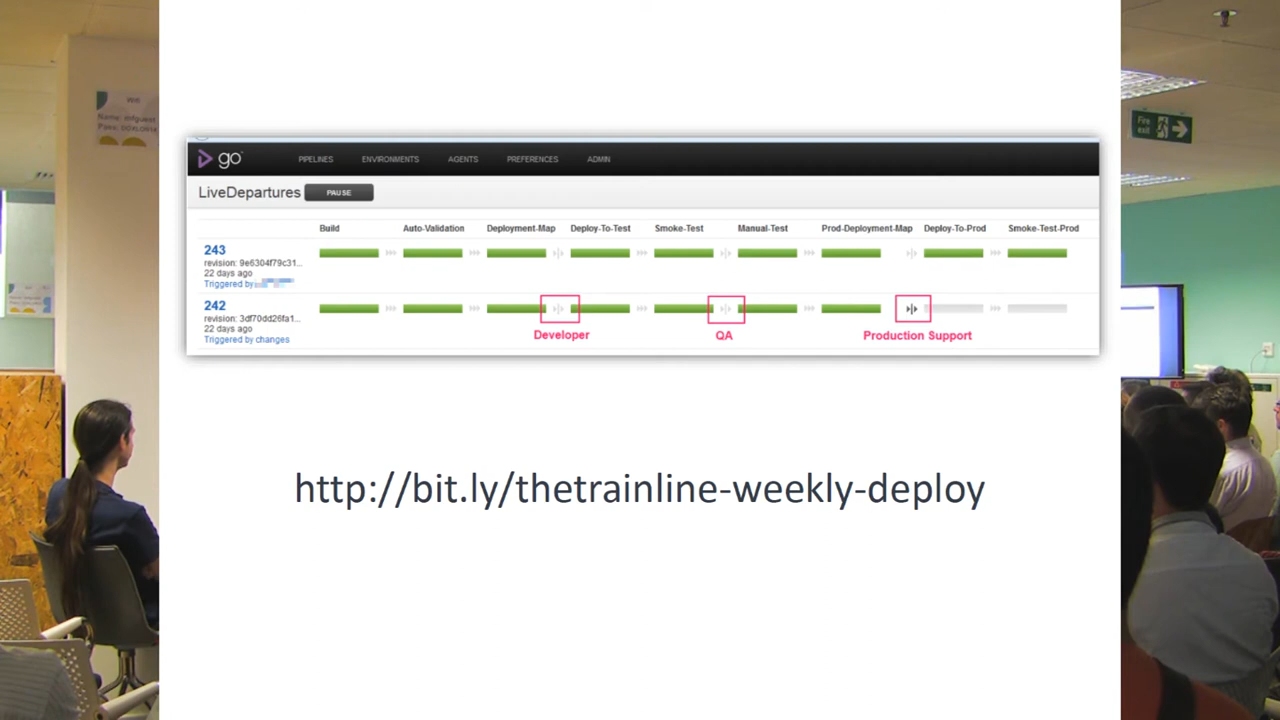 Wifi
Name: mfguest
Fire
exit
go
PIPELINES ENVIRONMENTS AGENTS PREFERENCES ADMIN
LiveDepartures PAUSE
Build Auto-Validation Deployment-Map Deploy-To-Test Smoke-Test Manual-Test Prod-Deployment-Map Deploy-To-Prod Smoke-Test-Prod
243
revision: 9e6304f79c31...
22 days ago
Triggered by
242
revision: 3df70dd26fa1...
22 days ago
Triggered by changes
Developer QA Production Support
http://bit.ly/thetrainline-weekly-deploy